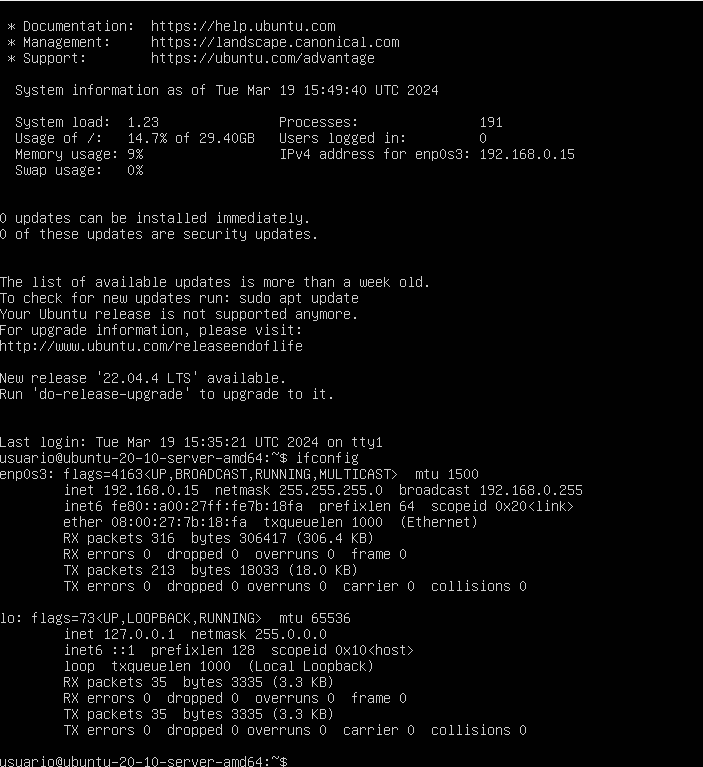 * Documentation:  https://help.ubuntu.com
 * Management:     https://landscape.canonical.com
 * Support:        https://ubuntu.com/advantage

  System information as of Tue Mar 19 15:49:40 UTC 2024

  System load:  1.23               Processes:               191
  Usage of /:   14.7% of 29.40GB   Users logged in:         0
  Memory usage: 9%                 IPv4 address for enp0s3: 192.168.0.15
  Swap usage:   0%


0 updates can be installed immediately.
0 of these updates are security updates.


The list of available updates is more than a week old.
To check for new updates run: sudo apt update
Your Ubuntu release is not supported anymore.
For upgrade information, please visit:
http://www.ubuntu.com/releaseendoflife

New release '22.04.4 LTS' available.
Run 'do-release-upgrade' to upgrade to it.


Last login: Tue Mar 19 15:35:21 UTC 2024 on tty1
usuario@ubuntu-20-10-server-amd64:~$ ifconfig
enp0s3: flags=4163<UP,BROADCAST,RUNNING,MULTICAST>  mtu 1500
        inet 192.168.0.15  netmask 255.255.255.0  broadcast 192.168.0.255
        inet6 fe80::a00:27ff:fe7b:18fa  prefixlen 64  scopeid 0x20<link>
        ether 08:00:27:7b:18:fa  txqueuelen 1000  (Ethernet)
        RX packets 316  bytes 306417 (306.4 KB)
        RX errors 0  dropped 0  overruns 0  frame 0
        TX packets 213  bytes 18033 (18.0 KB)
        TX errors 0  dropped 0 overruns 0  carrier 0  collisions 0

lo: flags=73<UP,LOOPBACK,RUNNING>  mtu 65536
        inet 127.0.0.1  netmask 255.0.0.0
        inet6 ::1  prefixlen 128  scopeid 0x10<host>
        loop  txqueuelen 1000  (Local Loopback)
        RX packets 35  bytes 3335 (3.3 KB)
        RX errors 0  dropped 0  overruns 0  frame 0
        TX packets 35  bytes 3335 (3.3 KB)
        TX errors 0  dropped 0 overruns 0  carrier 0  collisions 0

usuario@ubuntu-20-10-server-amd64:~$